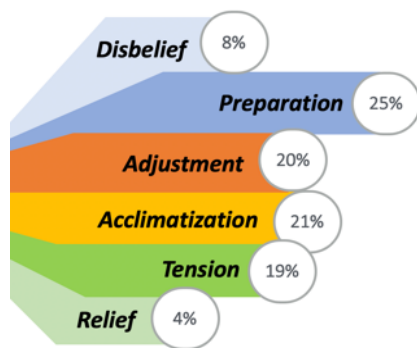 Disbelief 8%
Preparation 25%
Adjustment 20%
Acclimatization 21%
Tension 19%
Relief 4%